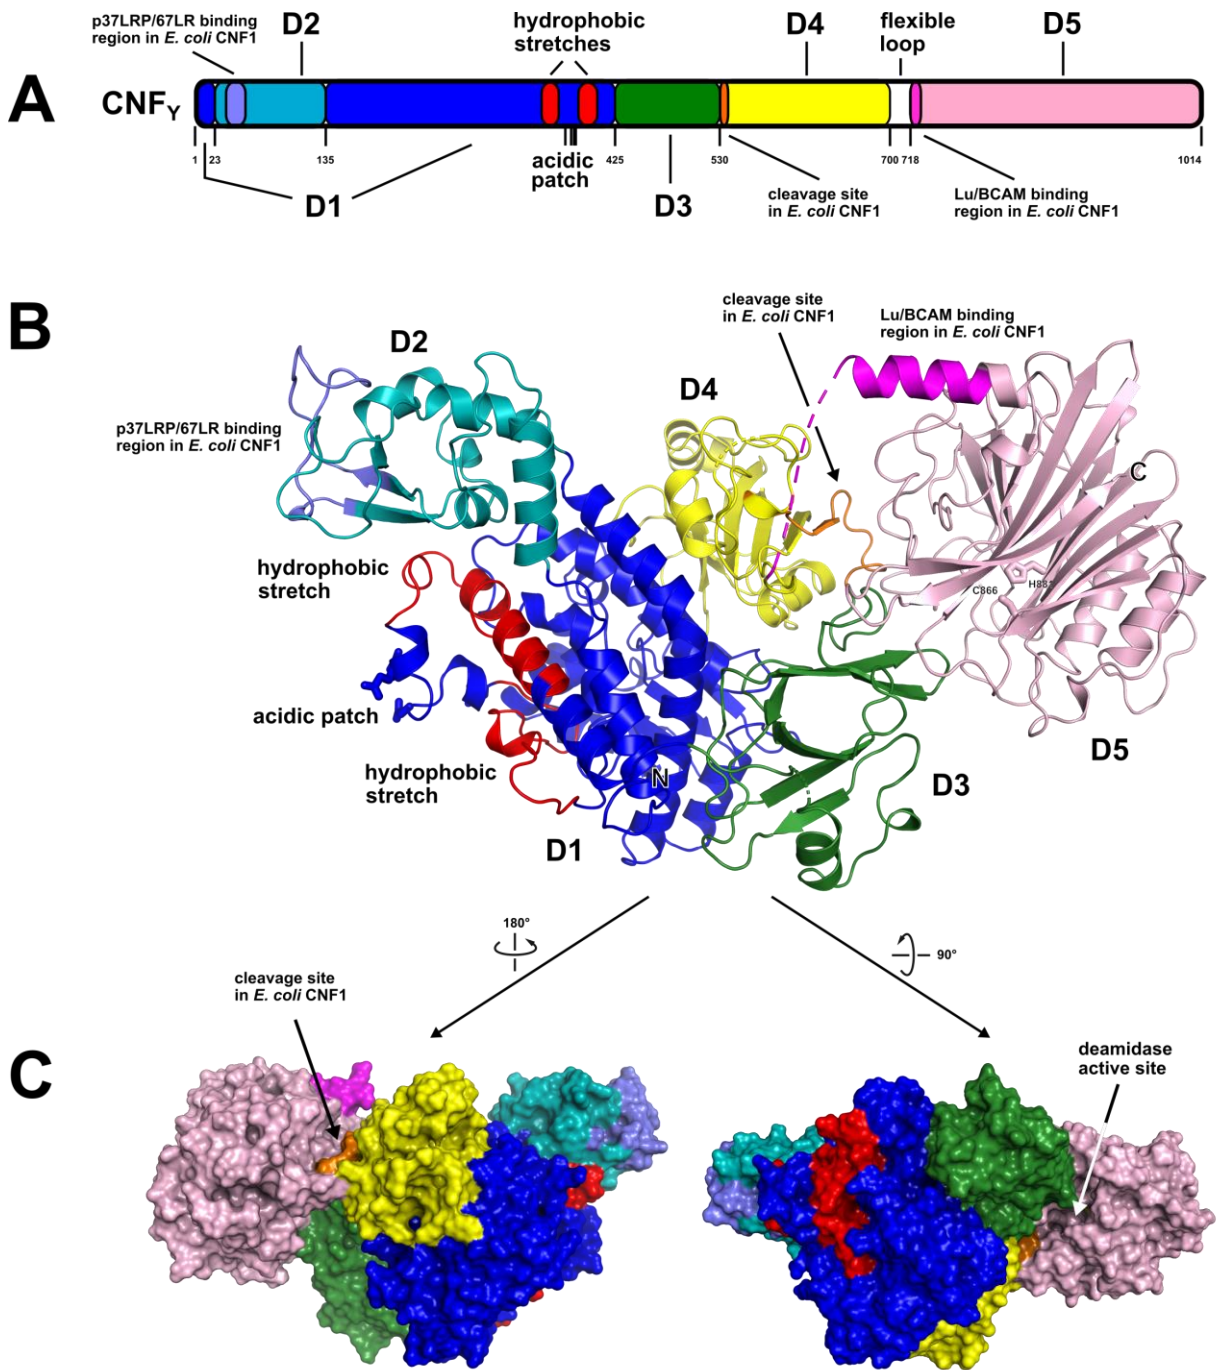 p37LRP/67LR binding
region in E. coli CNF1
D2
hydrophobic
stretches
D4
flexible
loop
D5
A
CNFY
1
23
135
acidic
patch
425
530
700
718
1014
D1
D3
cleavage site
in E. coli CNF1
Lu/BCAM binding
region in E. coli CNF1
B
cleavage site
in E. coli CNF1
Lu/BCAM binding
region in E. coli CNF1
D2
D4
p37LRP/67LR binding
region in E. coli CNF1
C
hydrophobic
stretch
C866
acidic patch
D5
hydrophobic
stretch
N
D3
D1
180°
90°
cleavage site
in E. coli CNF1
C
deamidase
active site